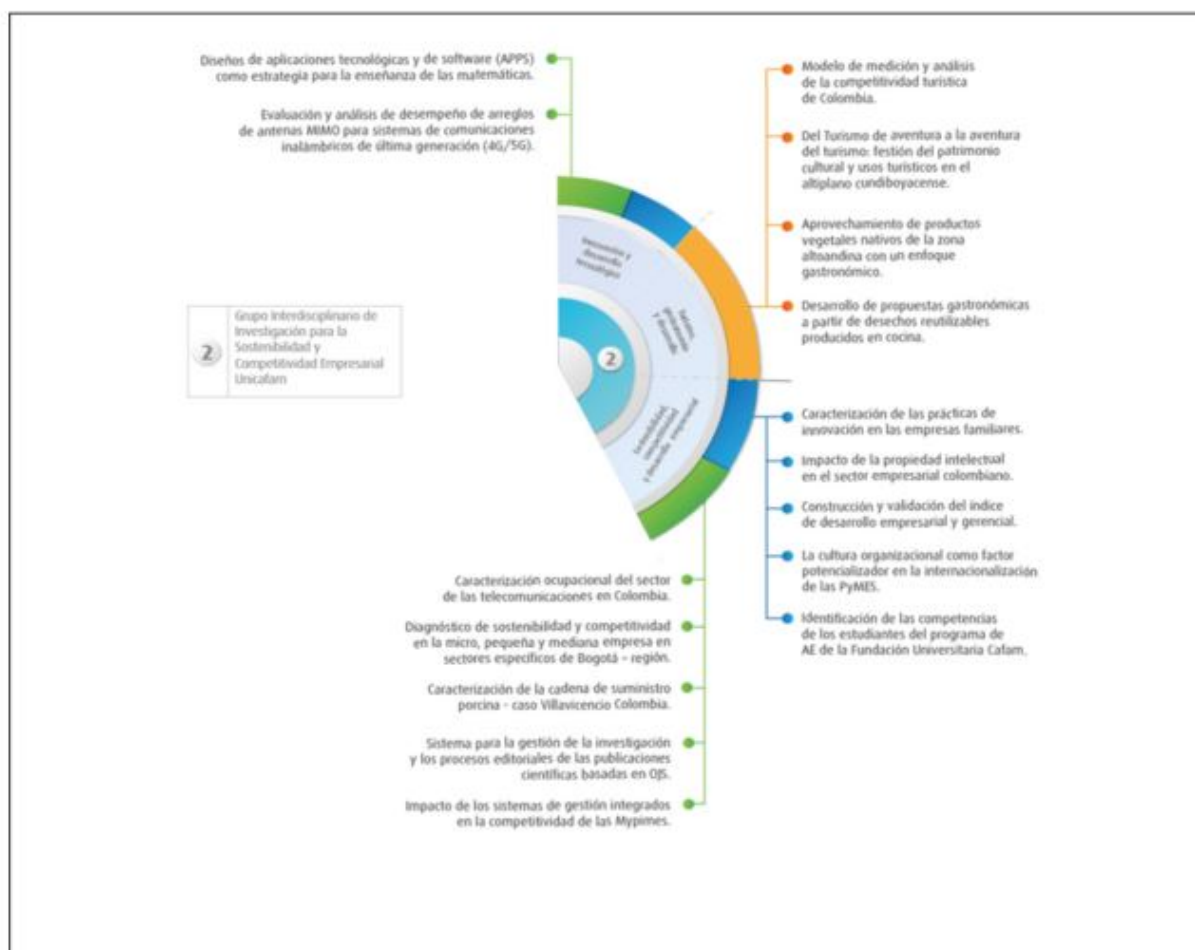 Diseños de aplicaciones tecnológicas y de software (APPS)
como estrategia para la enseñanza de las matemáticas.
Evaluación y análisis de desempeño de arreglos
de antenas MIMO para sistemas de comunicaciones
inalámbricos de última generación (4G/5G).
Modelo de medición y análisis
de la competitividad turística
de Colombia.
Del Turismo de aventura a la aventura
del turismo: festión del patrimonio
cultural y usos turísticos en el
altiplano cundiboyacense.
Aprovechamiento de productos
vegetales nativos de la zona
altoandina con un enfoque
gastronómico.
Desarrollo de propuestas gastronómicas
a partir de desechos reutilizables
producidos en cocina.
Innovación y
desarrollo
tecnológico
Turismo,
gastronomía
y desarrollo
Sostenibilidad,
competitividad
y desarrollo empresarial
2
2
Grupo Interdisciplinario de
Investigación para la
Sostenibilidad y
Competitividad Empresarial
Unicafam
Caracterización de las prácticas de
innovación en las empresas familiares.
Impacto de la propiedad intelectual
en el sector empresarial colombiano.
Construcción y validación del índice
de desarrollo empresarial y gerencial.
La cultura organizacional como factor
potencializador en la internacionalización
de las PyMES.
Identificación de las competencias
de los estudiantes del programa de
AE de la Fundación Universitaria Cafam.
Caracterización ocupacional del sector
de las telecomunicaciones en Colombia.
Diagnóstico de sostenibilidad y competitividad
en la micro, pequeña y mediana empresa en
sectores específicos de Bogotá – región.
Caracterización de la cadena de suministro
porcina - caso Villavicencio Colombia.
Sistema para la gestión de la investigación
y los procesos editoriales de las publicaciones
científicas basadas en OJS.
Impacto de los sistemas de gestión integrados
en la competitividad de las Mypimes.